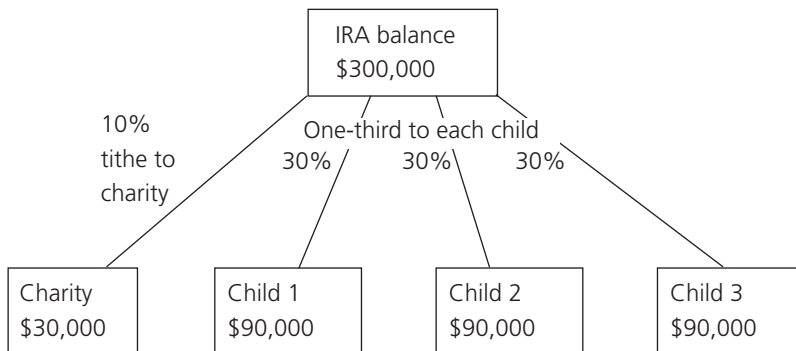 IRA balance
$300,000
10%
tithe to
charity
One-third to each child
30%
30%
30%
Charity
$30,000
Child 1
$90,000
Child 2
$90,000
Child 3
$90,000